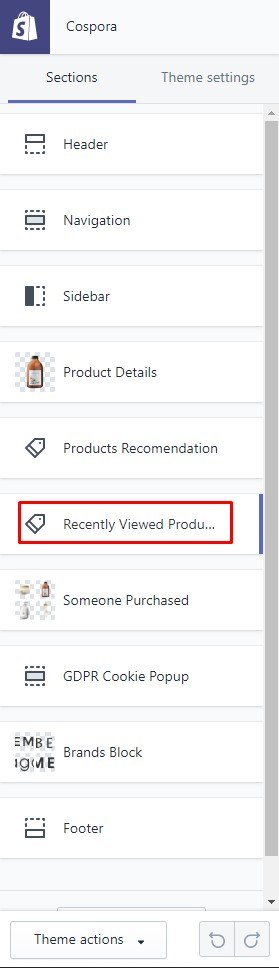 Cospora
Sections Theme settings
Header
Navigation
Sidebar
Product Details
Products Recomendation
Recently Viewed Produ...
Someone Purchased
GDPR Cookie Popup
EMBE
Brands Block
Footer
Theme actions